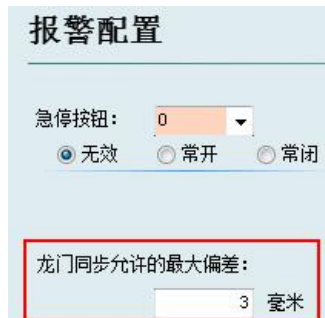 报警配置
急停按钮： 0
无效 常开 常闭
龙门同步允许的最大偏差：
3 毫米